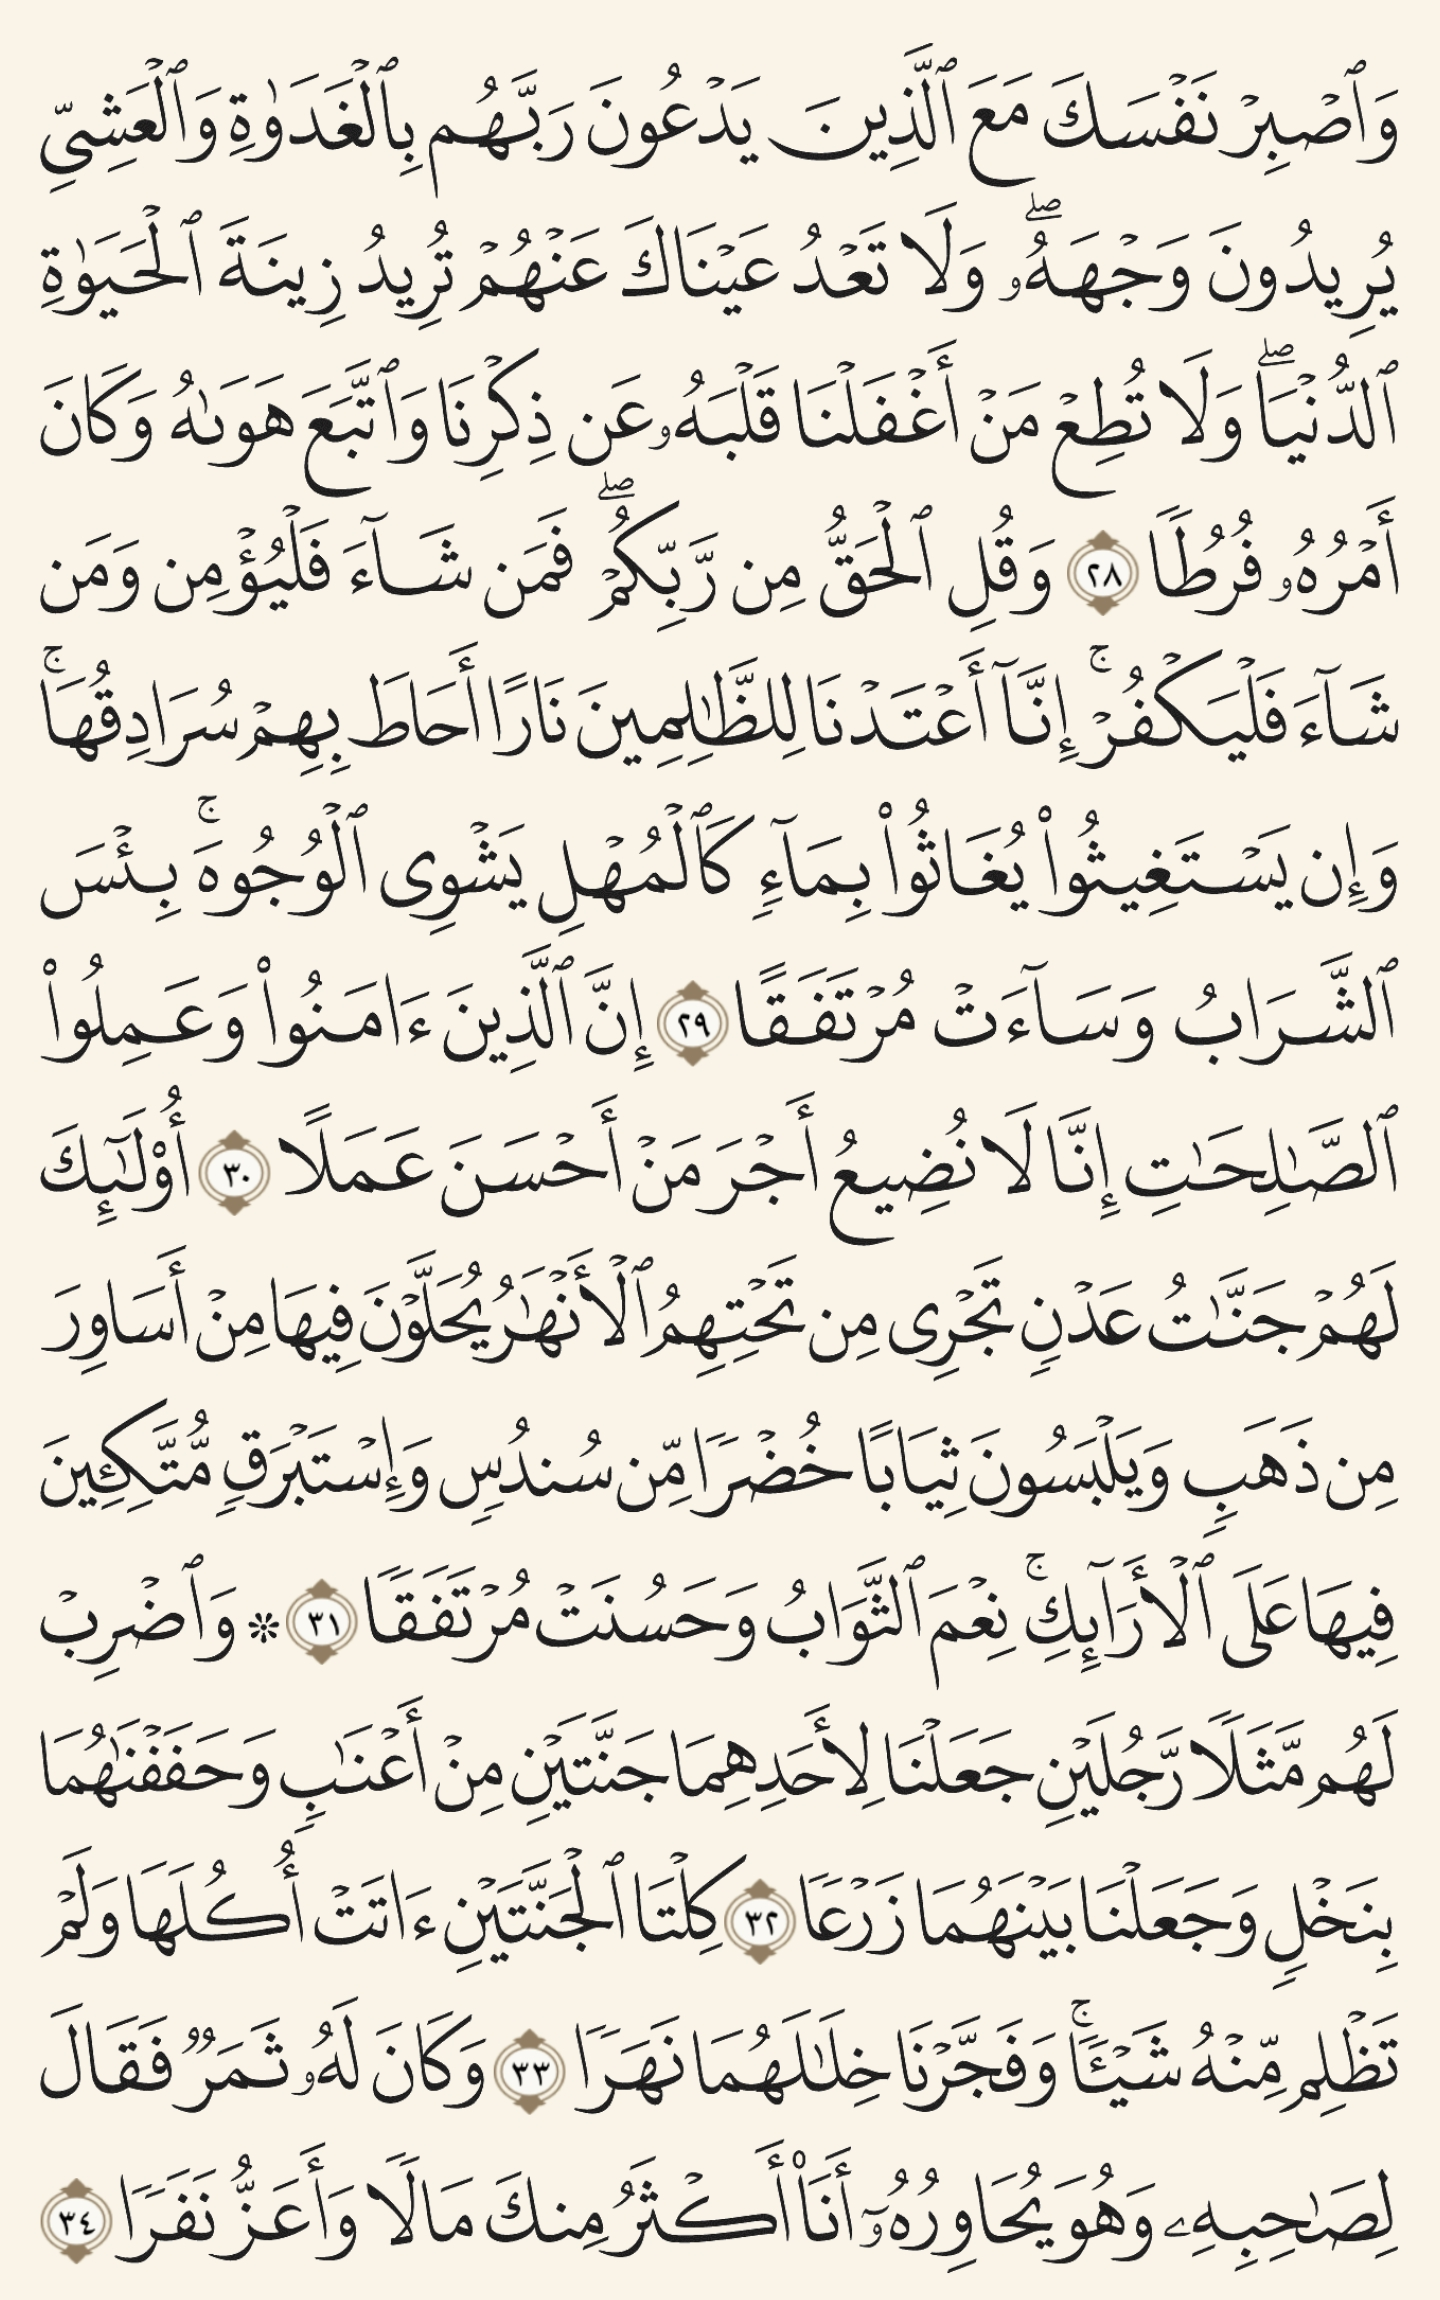 وَٱصۡبِرۡ نَفۡسَكَ مَعَ ٱلَّذِينَ يَدۡعُونَ رَبَّهُم بِٱلۡغَدَوٰةِ وَٱلۡعَشِيِّ
يُرِيدُونَ وَجۡهَهُۥۖ وَلَا تَعۡدُ عَيۡنَاكَ عَنۡهُمۡ تُرِيدُ زِينَةَ ٱلۡحَيَوٰةِ
ٱلدُّنۡيَاۖ وَلَا تُطِعۡ مَنۡ أَغۡفَلۡنَا قَلۡبَهُۥ عَن ذِكۡرِنَا وَٱتَّبَعَ هَوَىٰهُ وَكَانَ
أَمۡرُهُۥ فُرُطٗا ٢٨ وَقُلِ ٱلۡحَقُّ مِن رَّبِّكُمۡۖ فَمَن شَآءَ فَلۡيُؤۡمِن وَمَن
شَآءَ فَلۡيَكۡفُرۡۚ إِنَّآ أَعۡتَدۡنَا لِلظَّٰلِمِينَ نَارًا أَحَاطَ بِهِمۡ سُرَادِقُهَاۚ
وَإِن يَسۡتَغِيثُواْ يُغَاثُواْ بِمَآءٖ كَٱلۡمُهۡلِ يَشۡوِي ٱلۡوُجُوهَۚ بِئۡسَ
ٱلشَّرَابُ وَسَآءَتۡ مُرۡتَفَقًا ٢٩ إِنَّ ٱلَّذِينَ ءَامَنُواْ وَعَمِلُواْ
ٱلصَّٰلِحَٰتِ إِنَّا لَا نُضِيعُ أَجۡرَ مَنۡ أَحۡسَنَ عَمَلًا ٣٠ أُوْلَٰٓئِكَ
لَهُمۡ جَنَّٰتُ عَدۡنٖ تَجۡرِي مِن تَحۡتِهِمُ ٱلۡأَنۡهَٰرُ يُحَلَّوۡنَ فِيهَا مِنۡ أَسَاوِرَ
مِن ذَهَبٖ وَيَلۡبَسُونَ ثِيَابًا خُضۡرٗا مِّن سُندُسٖ وَإِسۡتَبۡرَقٖ مُّتَّكِـِٔينَ
فِيهَا عَلَى ٱلۡأَرَآئِكِۚ نِعۡمَ ٱلثَّوَابُ وَحَسُنَتۡ مُرۡتَفَقٗا ٣١ ۞ وَٱضۡرِبۡ
لَهُم مَّثَلٗا رَّجُلَيۡنِ جَعَلۡنَا لِأَحَدِهِمَا جَنَّتَيۡنِ مِنۡ أَعۡنَٰبٖ وَحَفَفۡنَٰهُمَا
بِنَخۡلٖ وَجَعَلۡنَا بَيۡنَهُمَا زَرۡعٗا ٣٢ كِلۡتَا ٱلۡجَنَّتَيۡنِ ءَاتَتۡ أُكُلَهَا وَلَمۡ
تَظۡلِم مِّنۡهُ شَيۡـٔٗاۚ وَفَجَّرۡنَا خِلَٰلَهُمَا نَهَرٗا ٣٣ وَكَانَ لَهُۥ ثَمَرٞ فَقَالَ
لِصَٰحِبِهِۦ وَهُوَ يُحَاوِرُهُۥٓ أَنَا۠ أَكۡثَرُ مِنكَ مَالٗا وَأَعَزُّ نَفَرٗا ٣٤